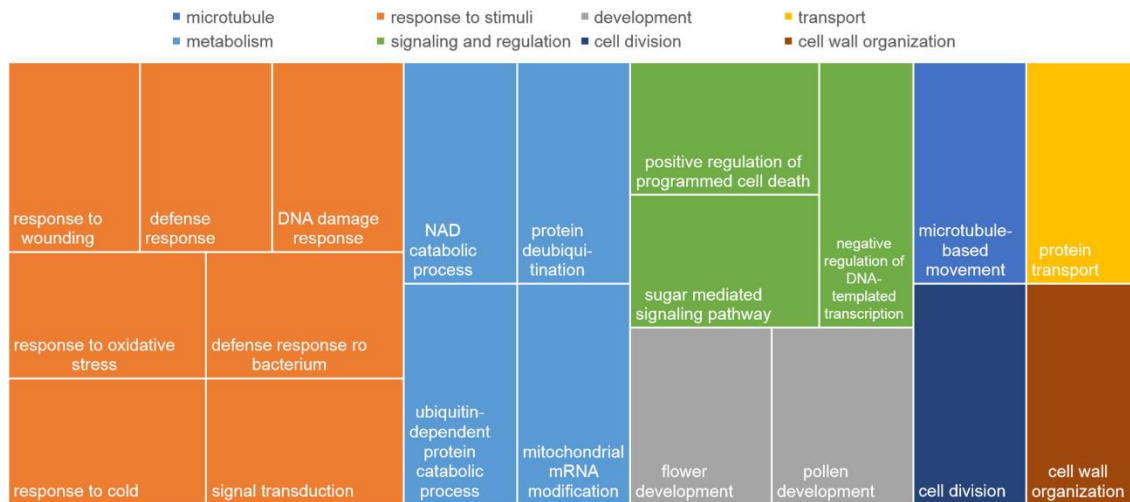 microtubule
response to stimuli
development
transport
metabolism
signaling and regulation
cell division
cell wall organization
response to
wounding
defense
response
DNA damage
response
response to oxidative
stress
defense response ro
bacterium
response to cold
signal transduction
NAD
catabolic
process
protein
deubiqui-
tination
ubiquitin-
dependent
protein
catabolic
process
mitochondrial
mRNA
modification
positive regulation of
programmed cell death
sugar mediated
signaling pathway
negative
regulation of
DNA-
templated
transcription
flower
development
pollen
development
microtubule-
based
movement
protein
transport
cell division
cell wall
organization